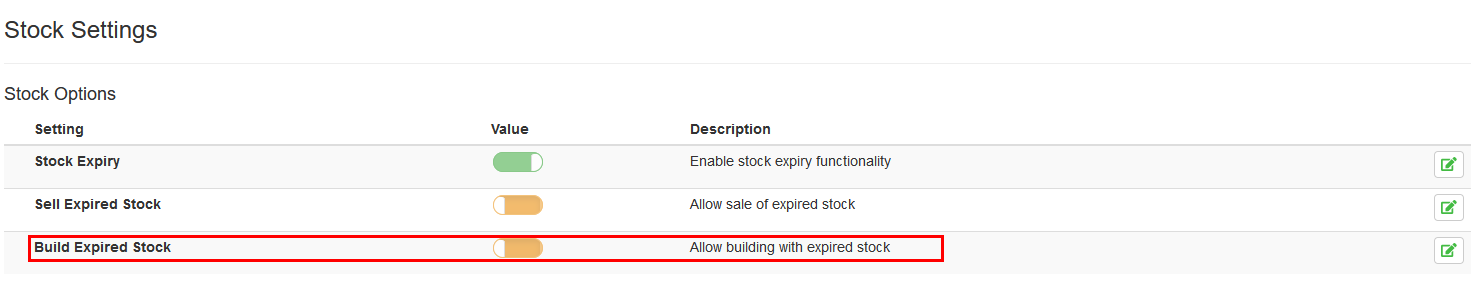 Stock Settings
Stock Options
Setting Value Description
Stock Expiry Enable stock expiry functionality
Sell Expired Stock Allow sale of expired stock
Build Expired Stock Allow building with expired stock